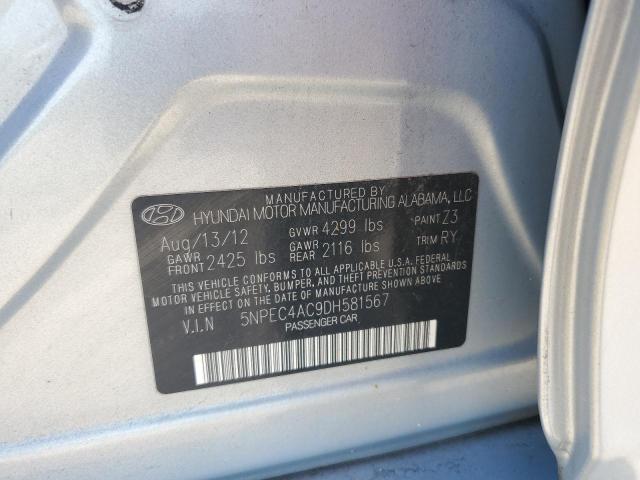 MANUFACTURED BY
HYUNDAI MOTOR MANUFACTURING ALABAMA, LLC
Aug/13/12 GVWR 4299 lbs PAINT Z3
GAWR FRONT 2425 lbs GAWR REAR 2116 lbs TRIM RY
THIS VEHICLE CONFORMS TO ALL APPLICABLE U.S.A. FEDERAL
MOTOR VEHICLE SAFETY, BUMPER, AND THEFT PREVENTION STANDARDS
IN EFFECT ON THE DATE OF MANUFACTURE SHOWN ABOVE.
V.I.N 5NPEC4AC9DH581567
PASSENGER CAR